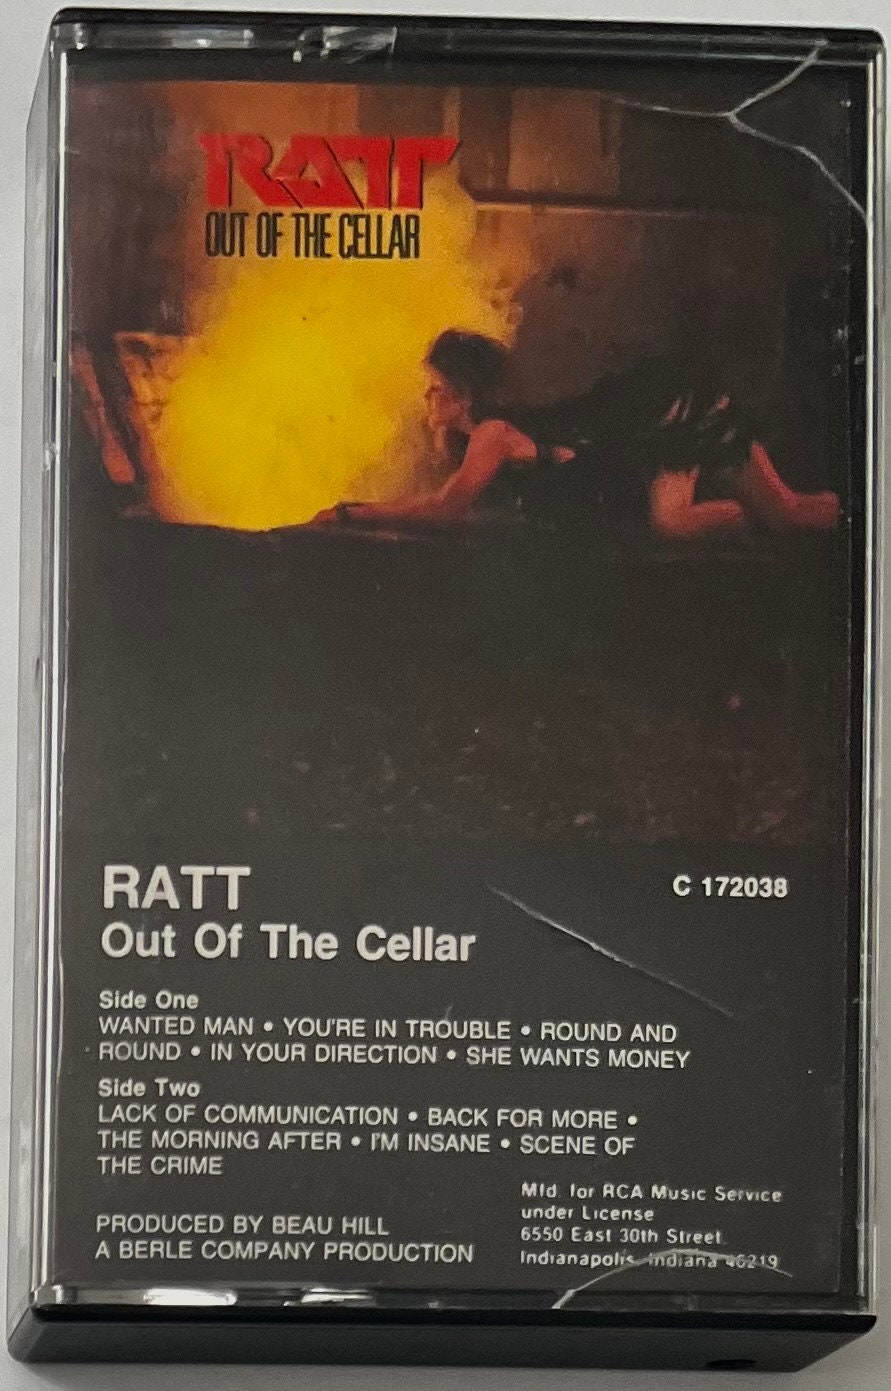 RATT
OUT OF THE CELLAR
RATT
C 172038
Out Of The Cellar
Side One
WANTED MAN • YOU'RE IN TROUBLE • ROUND AND
ROUND • IN YOUR DIRECTION • SHE WANTS MONEY
Side Two
LACK OF COMMUNICATION • BACK FOR MORE •
THE MORNING AFTER • I'M INSANE • SCENE OF
THE CRIME
PRODUCED BY BEAU HILL
A BERLE COMPANY PRODUCTION
Mfd. for RCA Music Service
under License
6550 East 30th Street
Indianapolis, Indiana 46219